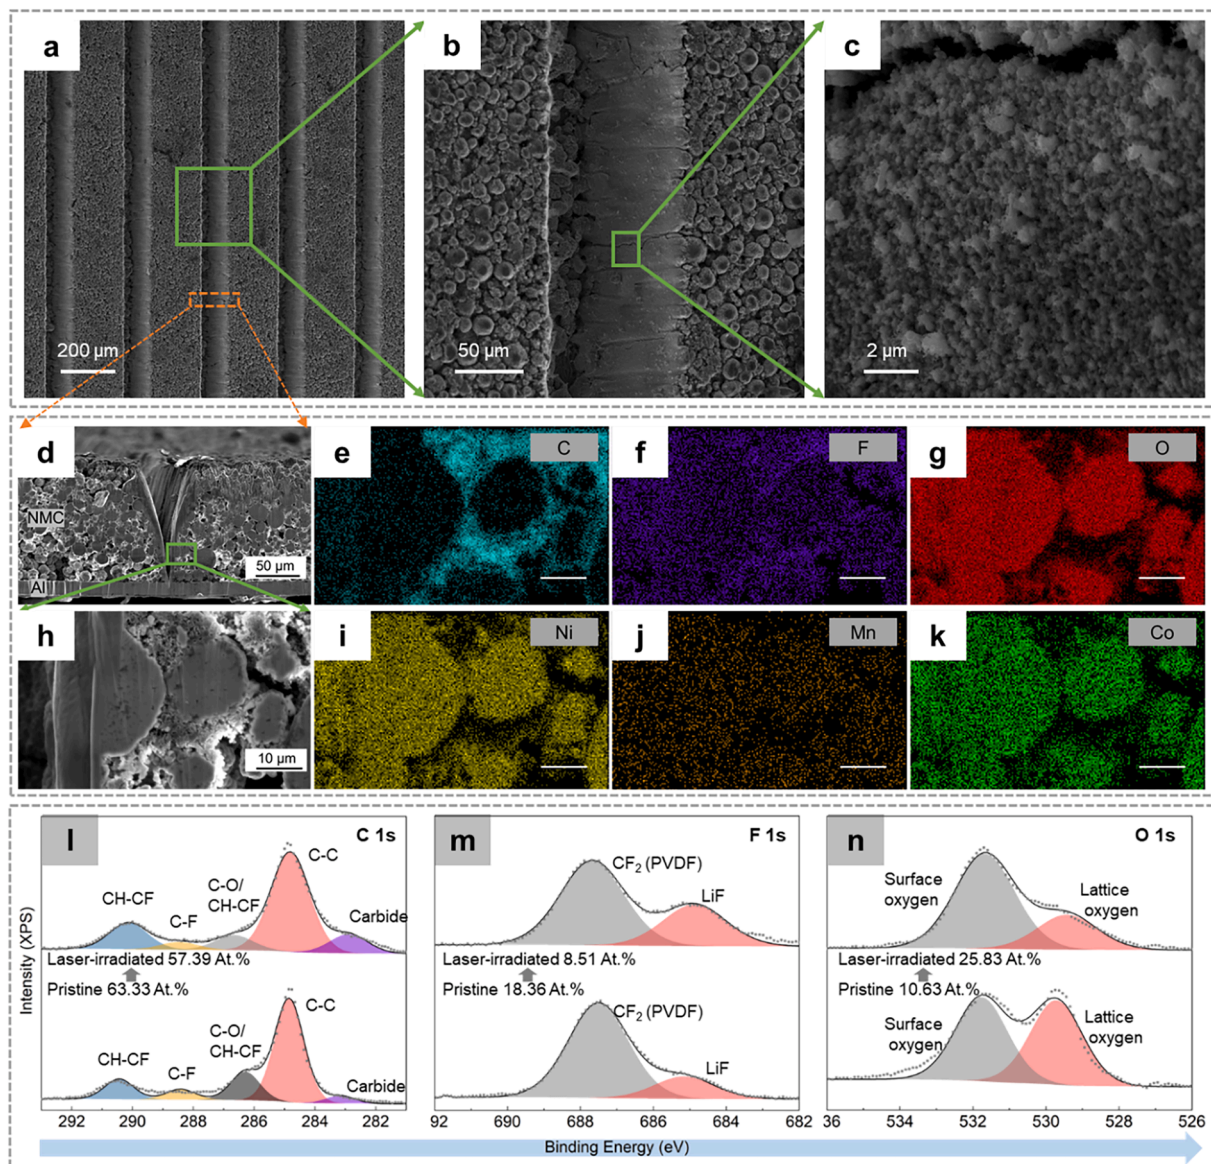 a
200 µm
b
50 µm
c
2 µm
d
NMC
Al
50 µm
e
C
f
F
g
O
h
10 µm
i
Ni
j
Mn
k
Co
Intensity (XPS)
l
C 1s
CH-CF
C-F
C-O/
CH-CF
C-C
Carbide
Laser-irradiated 57.39 At.%
Pristine 63.33 At.%
CH-CF
C-F
C-O/
CH-CF
C-C
Carbide
292 290 288 286 284 282
m
F 1s
CF₂ (PVDF)
LiF
Laser-irradiated 8.51 At.%
Pristine 18.36 At.%
CF₂ (PVDF)
LiF
92 690 688 686 684 682
n
O 1s
Surface
oxygen
Lattice
oxygen
Laser-irradiated 25.83 At.%
Pristine 10.63 At.%
Surface
oxygen
Lattice
oxygen
36 534 532 530 528 526
Binding Energy (eV)